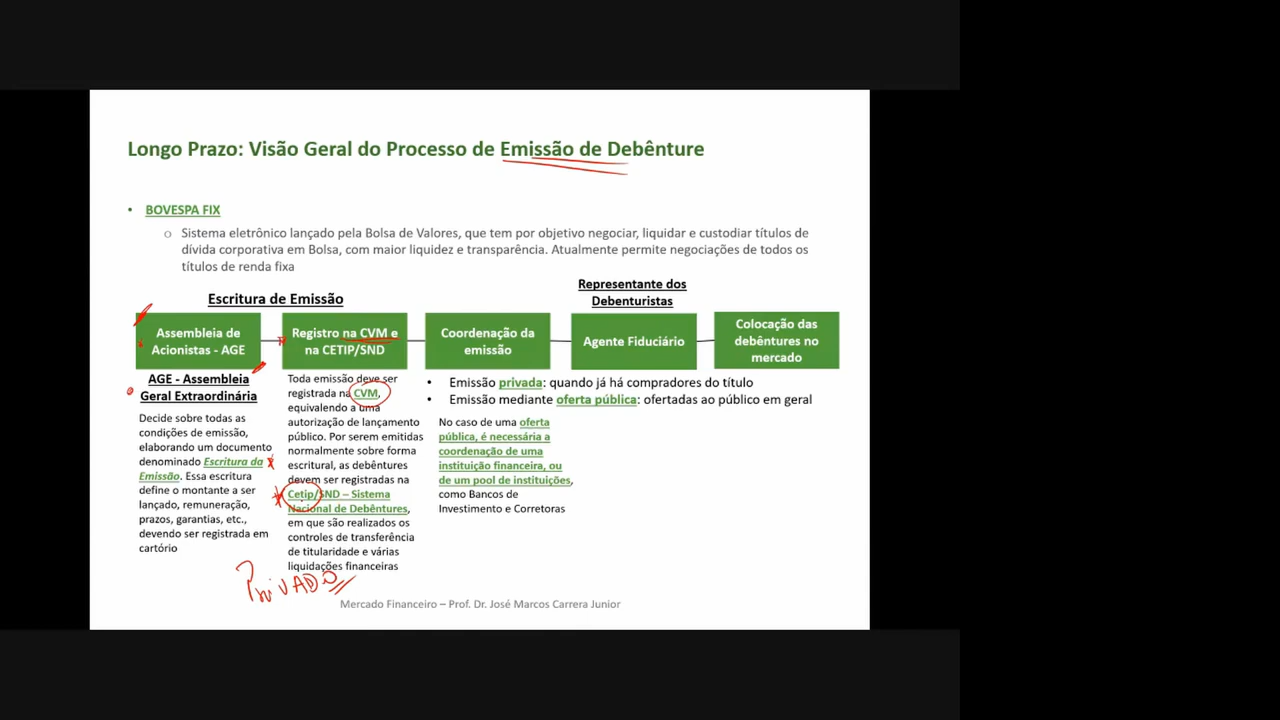 Longo Prazo: Visão Geral do Processo de Emissão de Debênture
• BOVESPA FIX
o Sistema eletrônico lançado pela Bolsa de Valores, que tem por objetivo negociar, liquidar e custodiar títulos de
dívida corporativa em Bolsa, com maior liquidez e transparência. Atualmente permite negociações de todos os
títulos de renda fixa
Escritura de Emissão
Representante dos
Debenturistas
Assembleia de
Acionistas - AGE
Registro na CVM e
na CETIP/SND
Coordenação da
emissão
Agente Fiduciário
Colocação das
debêntures no
mercado
AGE - Assembleia
Geral Extraordinária
Decide sobre todas as
condições de emissão,
elaborando um documento
denominado Escritura da
Emissão. Essa escritura
define o montante a ser
lançado, remuneração,
prazos, garantias, etc.,
devendo ser registrada em
cartório
Toda emissão deve ser
registrada na CVM,
equivalendo a uma
autorização de lançamento
público. Por serem emitidas
normalmente sobre forma
escritural, as debêntures
devem ser registradas na
Cetip/SND – Sistema
Nacional de Debêntures,
em que são realizados os
controles de transferência
de titularidade e várias
liquidações financeiras
• Emissão privada: quando já há compradores do título
• Emissão mediante oferta pública: ofertadas ao público em geral
No caso de uma oferta
pública, é necessária a
coordenação de uma
instituição financeira, ou
de um pool de instituições,
como Bancos de
Investimento e Corretoras
PRIVADO
Mercado Financeiro – Prof. Dr. José Marcos Carrera Junior